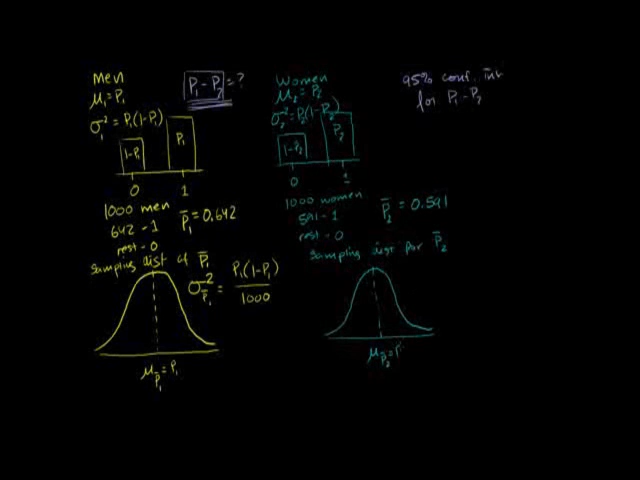 Men
μ₁=P₁
σ₁²=P₁(1-P₁)
1-P₁
P₁
0 1
1000 men
642 - 1
rest - 0
P̄₁=0.642
Sampling dist of P̄₁
σ²P̄₁ = P₁(1-P₁)/1000
μP̄₁=P₁
P₁-P₂=?
Women
μ₂=P₂
σ₂²=P₂(1-P₂)
1-P₂
P₂
0 1
1000 women
591-1
rest-0
P̄₂=0.591
Sampling dist for P̄₂
μP̄₂=P
95% conf. int
for P₁-P₂